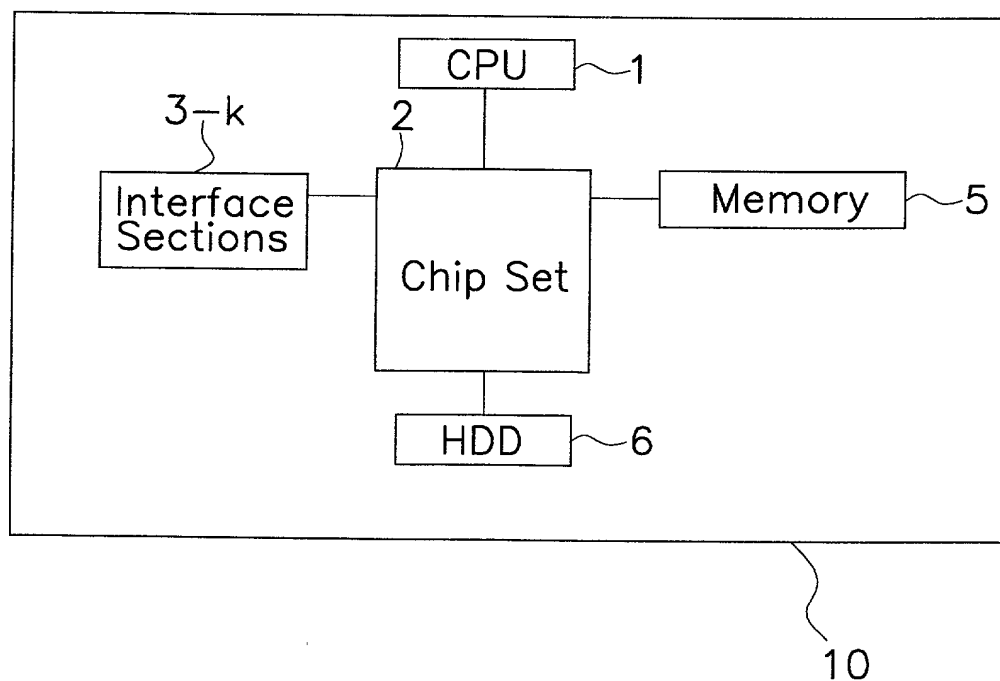 CPU
1
3-k
2
Interface
Sections
Memory
5
Chip Set
HDD
6
10